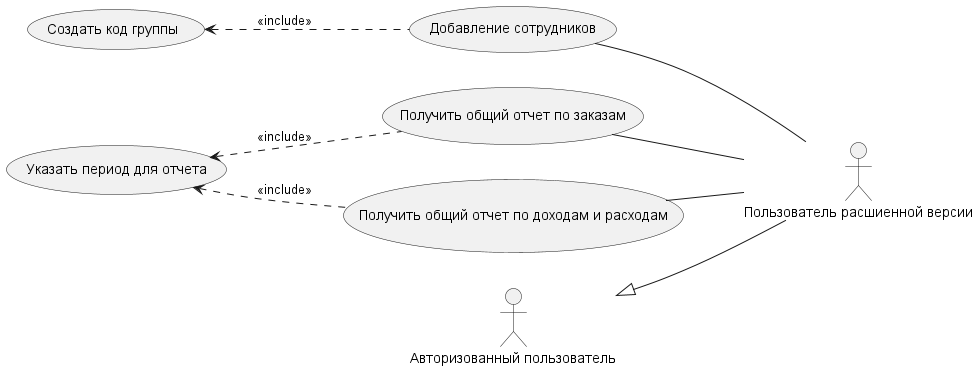 Создать код группы
«include»
Добавление сотрудников
Получить общий отчет по заказам
«include»
Указать период для отчета
«include»
Получить общий отчет по доходам и расходам
Пользователь расшиенной версии
Авторизованный пользователь